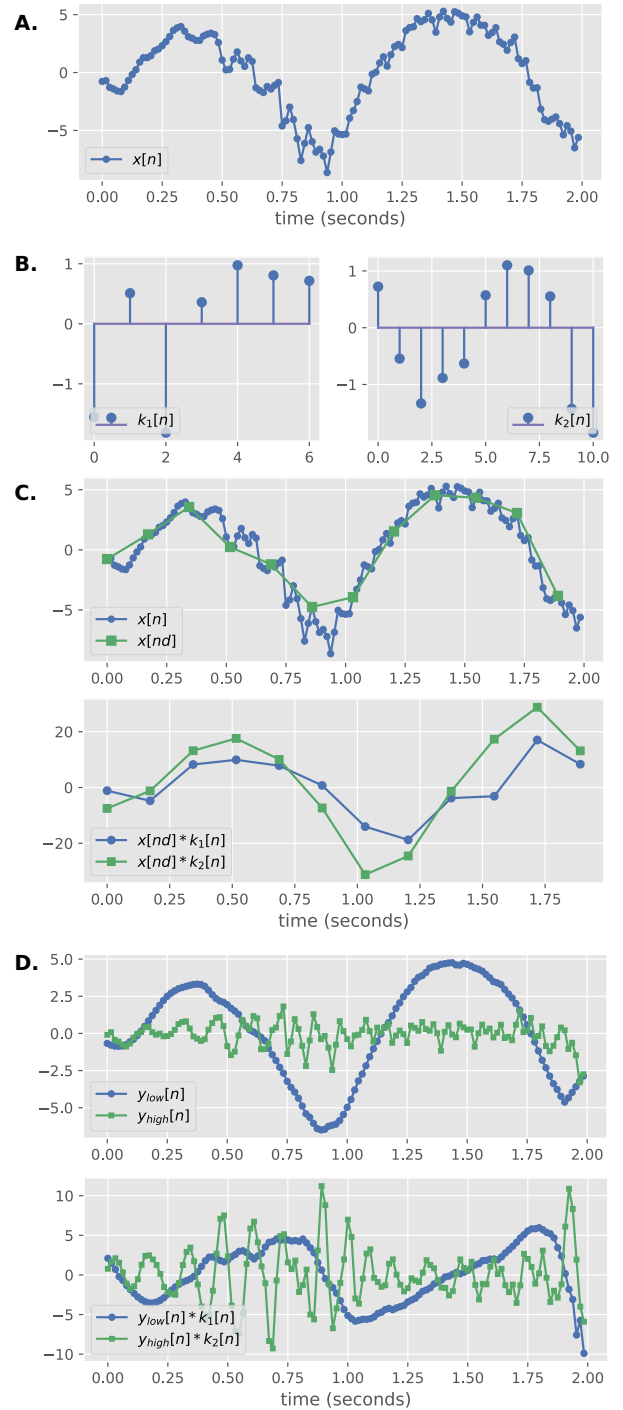 A.
5
0
−5
x[n]
0.00 0.25 0.50 0.75 1.00 1.25 1.50 1.75 2.00
time (seconds)
B.
1
0
−1
k1[n]
0 2 4 6
1
0
−1
k2[n]
0.0 2.5 5.0 7.5 10.0
C.
5
0
−5
x[n]
x[nd]
0.00 0.25 0.50 0.75 1.00 1.25 1.50 1.75 2.00
20
0
−20
x[nd] * k1[n]
x[nd] * k2[n]
0.00 0.25 0.50 0.75 1.00 1.25 1.50 1.75
time (seconds)
D.
5.0
2.5
0.0
−2.5
−5.0
ylow[n]
yhigh[n]
0.00 0.25 0.50 0.75 1.00 1.25 1.50 1.75 2.00
10
5
0
−5
−10
ylow[n] * k1[n]
yhigh[n] * k2[n]
0.00 0.25 0.50 0.75 1.00 1.25 1.50 1.75 2.00
time (seconds)